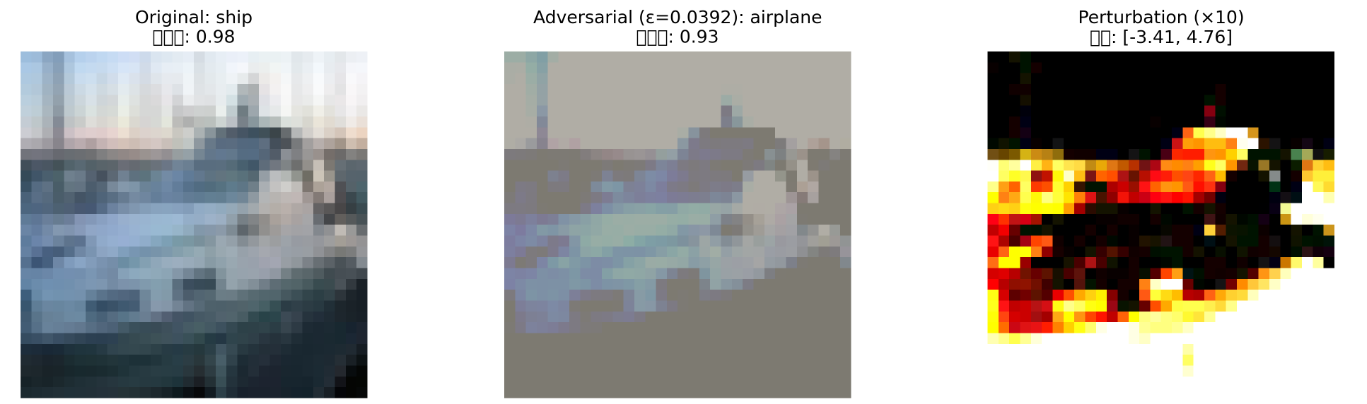 Original: ship
: 0.98
Adversarial (ε=0.0392): airplane
: 0.93
Perturbation (×10)
: [-3.41, 4.76]